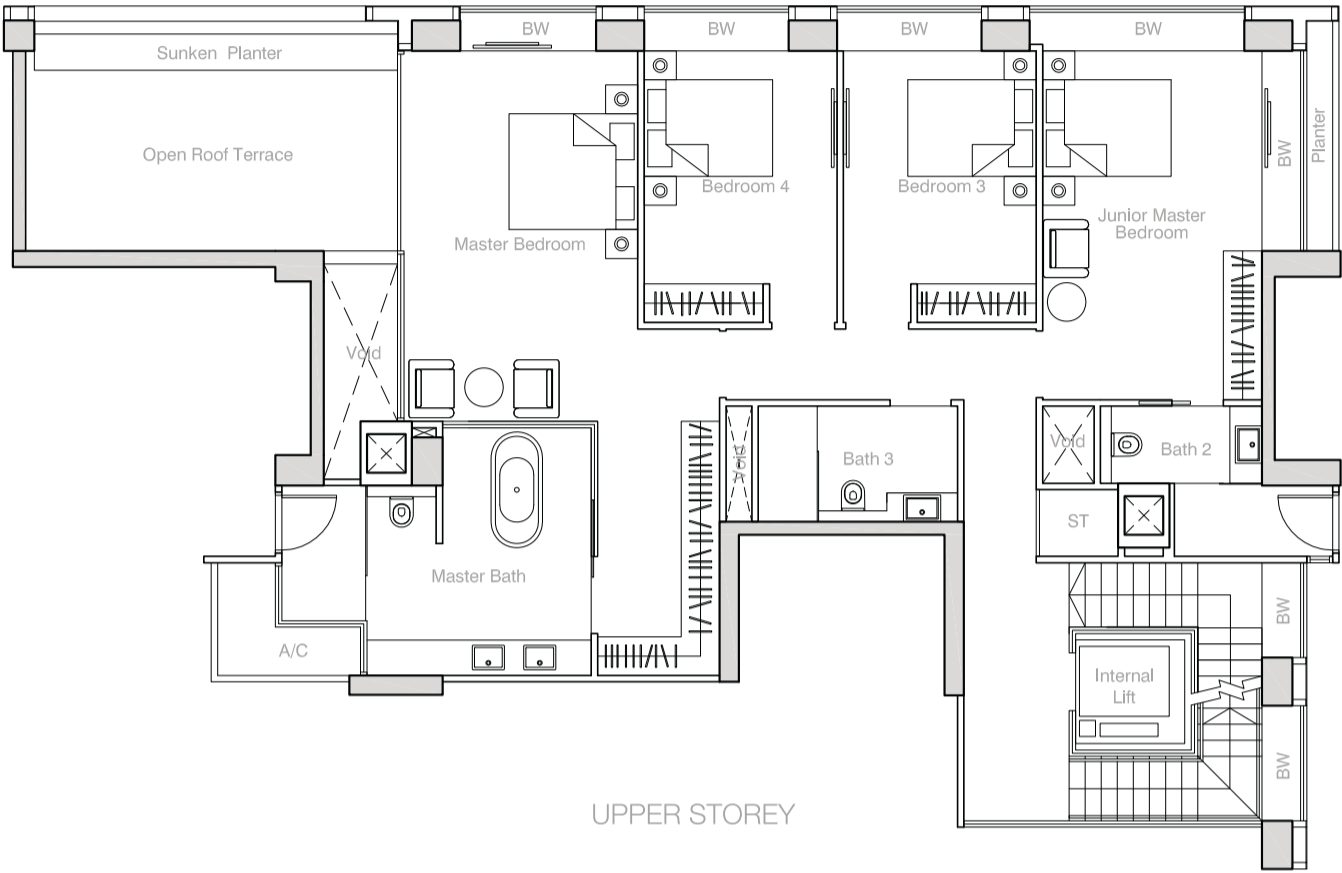 BW
BW
BW
BW
Sunken Planter
Open Roof Terrace
Planter
BW
Bedroom 4
Bedroom 3
Junior Master
Bedroom
Master Bedroom
Void
Void
Bath 3
Void
Bath 2
ST
Master Bath
A/C
BW
Internal
Lift
BW
UPPER STOREY